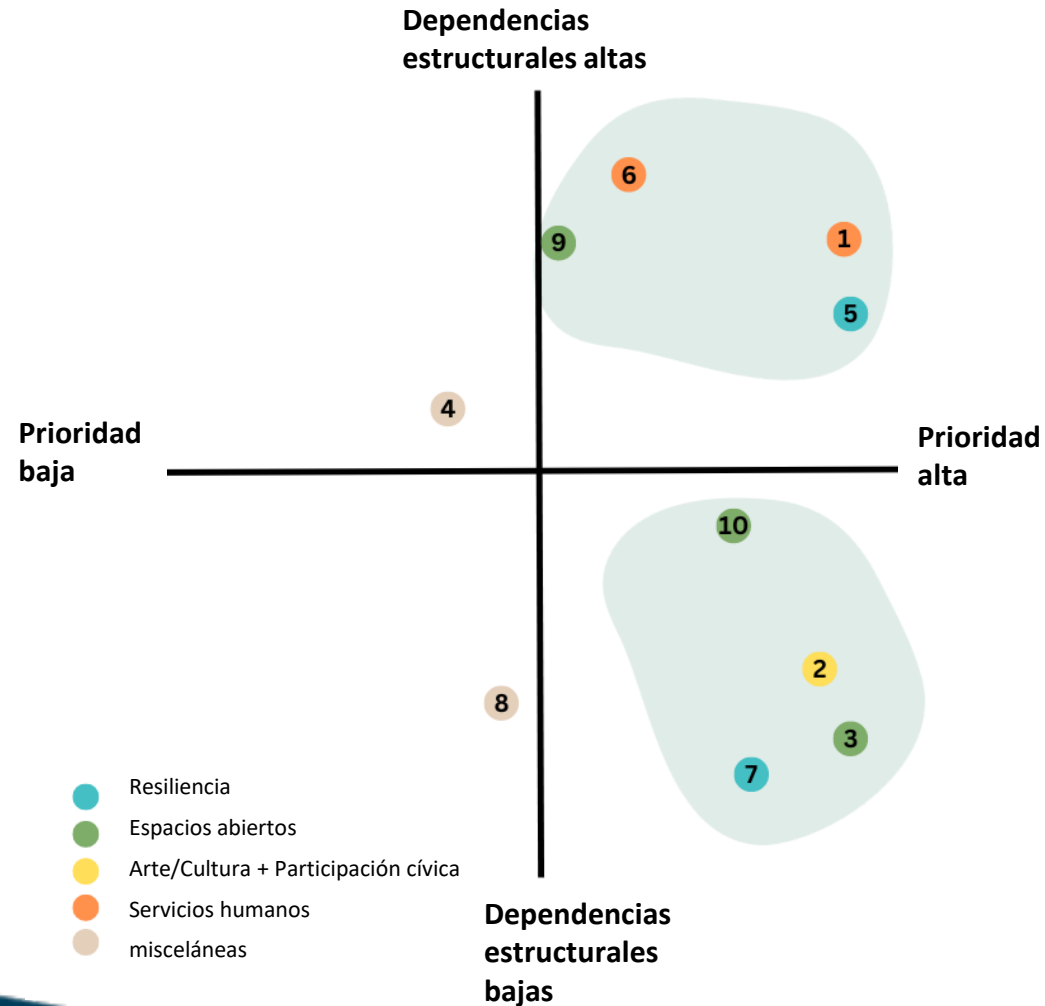 Dependencias
estructurales altas
6
9
1
5
4
Prioridad
baja
Prioridad
alta
10
2
8
3
7
Resiliencia
Espacios abiertos
Arte/Cultura + Participación cívica
Servicios humanos
misceláneas
Dependencias
estructurales
bajas